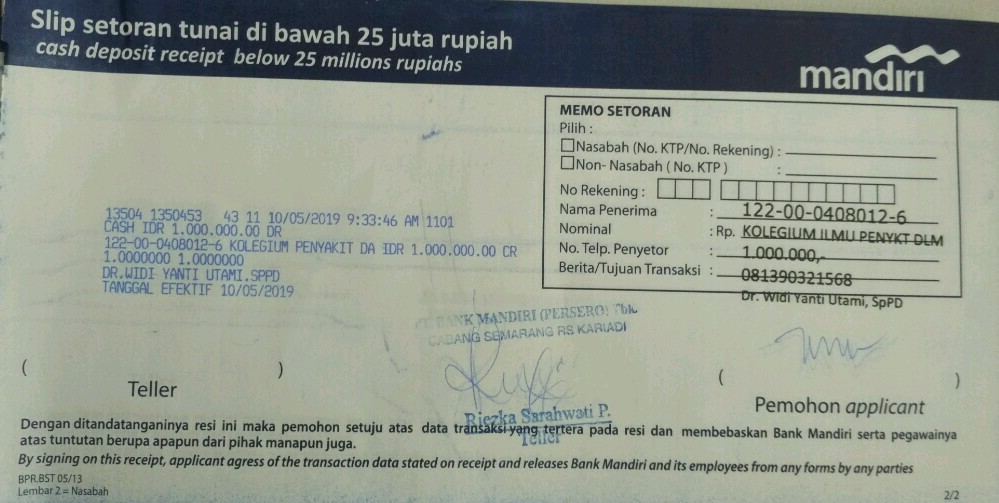 Slip setoran tunai di bawah 25 juta rupiah
cash deposit receipt below 25 millions rupiahs
mandiri
MEMO SETORAN
Pilih :
Nasabah (No. KTP/No. Rekening) :
Non- Nasabah ( No. KTP ) :
No Rekening :
Nama Penerima : 122-00-0408012-6
Nominal : Rp. KOLEGIUM ILMU PENYKT DLM
No. Telp. Penyetor : 1.000.000,-
Berita/Tujuan Transaksi : 081390321568
Dr. Widi Yanti Utami, SpPD
13504 1350453 43 11 10/05/2019 9:33:46 AM 1101
CASH IDR 1.000.000.00 DR
122-00-0408012-6 KOLEGIUM PENYAKIT DA IDR 1.000.000.00 CR
1.0000000 1.0000000
DR.WIDI YANTI UTAMI.SPPD
TANGGAL EFEKTIF 10/05/2019
BANK MANDIRI (PERSERO) Tbk
CABANG SEMARANG RS KARIADI
( )
Teller
Riezka Sarahwati P.
Teller
( )
Pemohon applicant
Dengan ditandatanganinya resi ini maka pemohon setuju atas data transaksi yang tertera pada resi dan membebaskan Bank Mandiri serta pegawainya
atas tuntutan berupa apapun dari pihak manapun juga.
By signing on this receipt, applicant agress of the transaction data stated on receipt and releases Bank Mandiri and its employees from any forms by any parties
BPR.BST 05/13
Lembar 2 = Nasabah
2/2